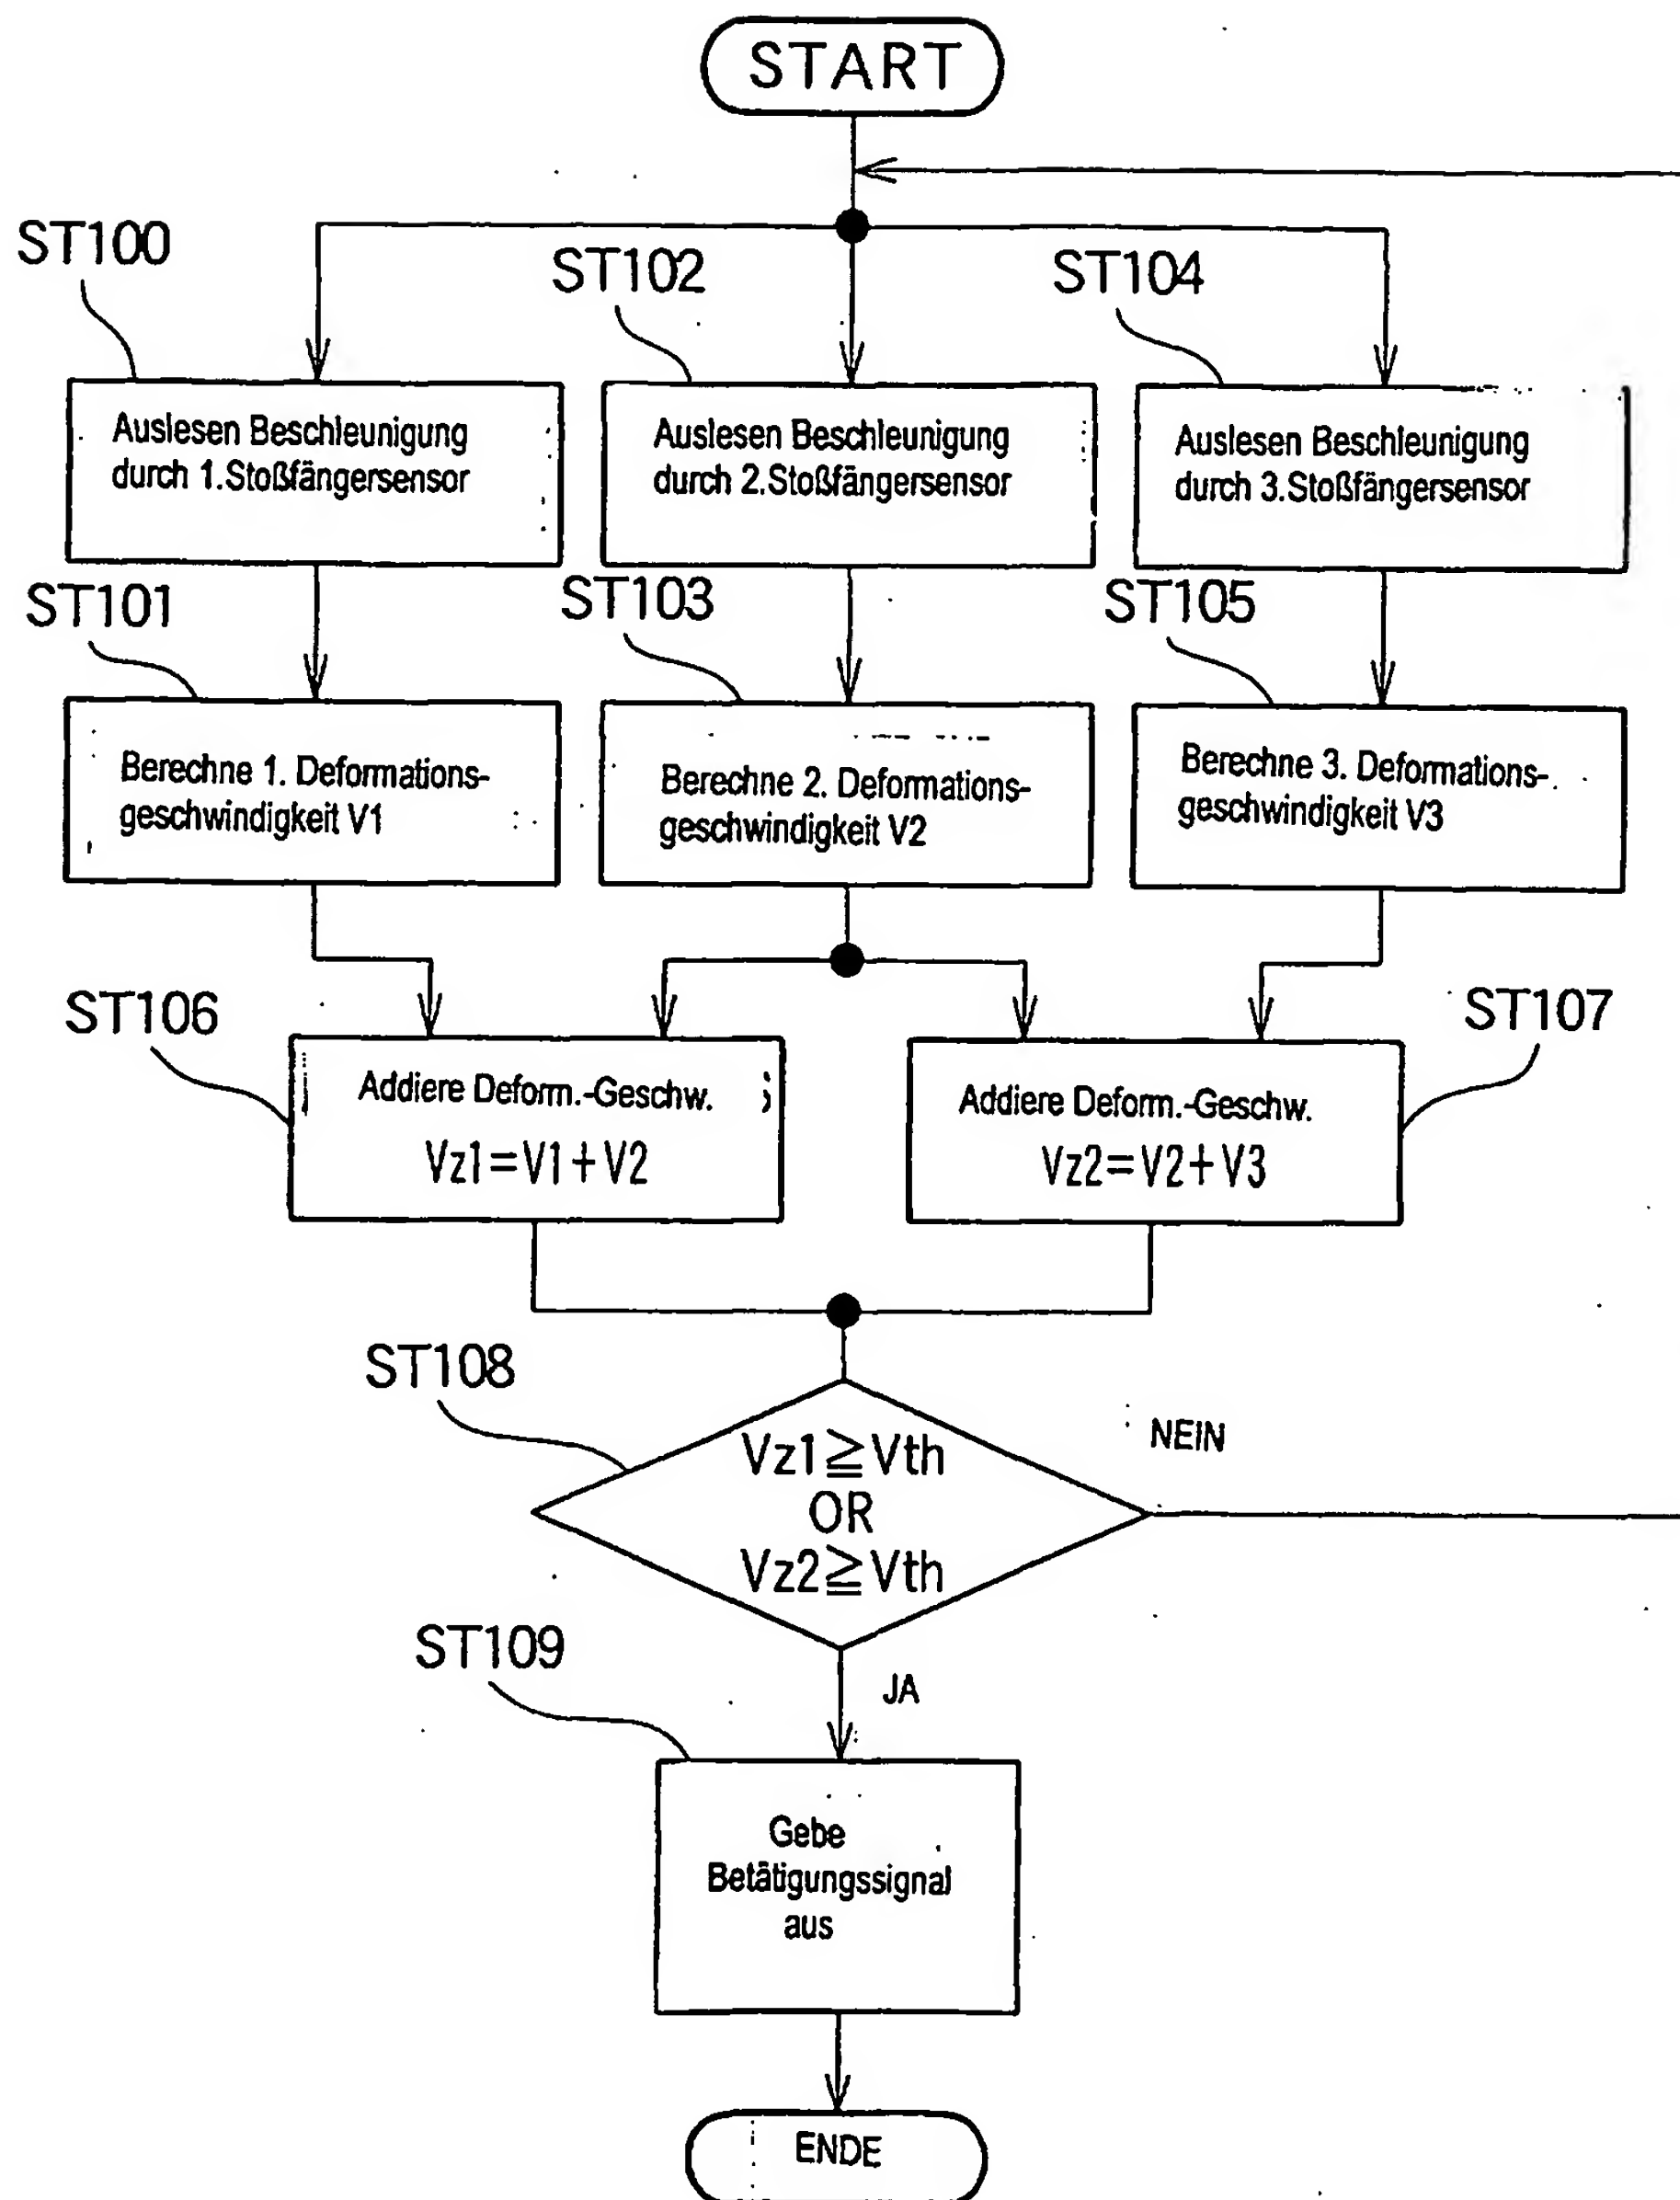 START
ST100
ST102
ST104
Auslesen Beschleunigung
durch 1.Stoßfängersensor
Auslesen Beschleunigung
durch 2.Stoßfängersensor
Auslesen Beschleunigung
durch 3.Stoßfängersensor
ST101
ST103
ST105
Berechne 1. Deformations-
geschwindigkeit V1
Berechne 2. Deformations-
geschwindigkeit V2
Berechne 3. Deformations-
geschwindigkeit V3
ST106
ST107
Addiere Deform.-Geschw.
Vz1=V1+V2
Addiere Deform.-Geschw.
Vz2=V2+V3
ST108
Vz1≧Vth
OR
Vz2≧Vth
NEIN
ST109
JA
Gebe
Betätigungssignal
aus
ENDE